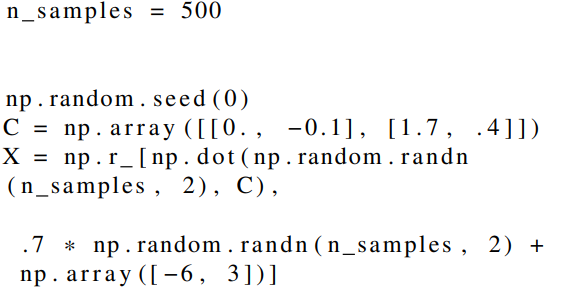 n_samples = 500
np.random.seed(0)
C = np.array([[0., -0.1], [1.7, .4]])
X = np.r_[np.dot(np.random.randn
(n_samples, 2), C),
.7 * np.random.randn(n_samples, 2) +
np.array([-6, 3])]